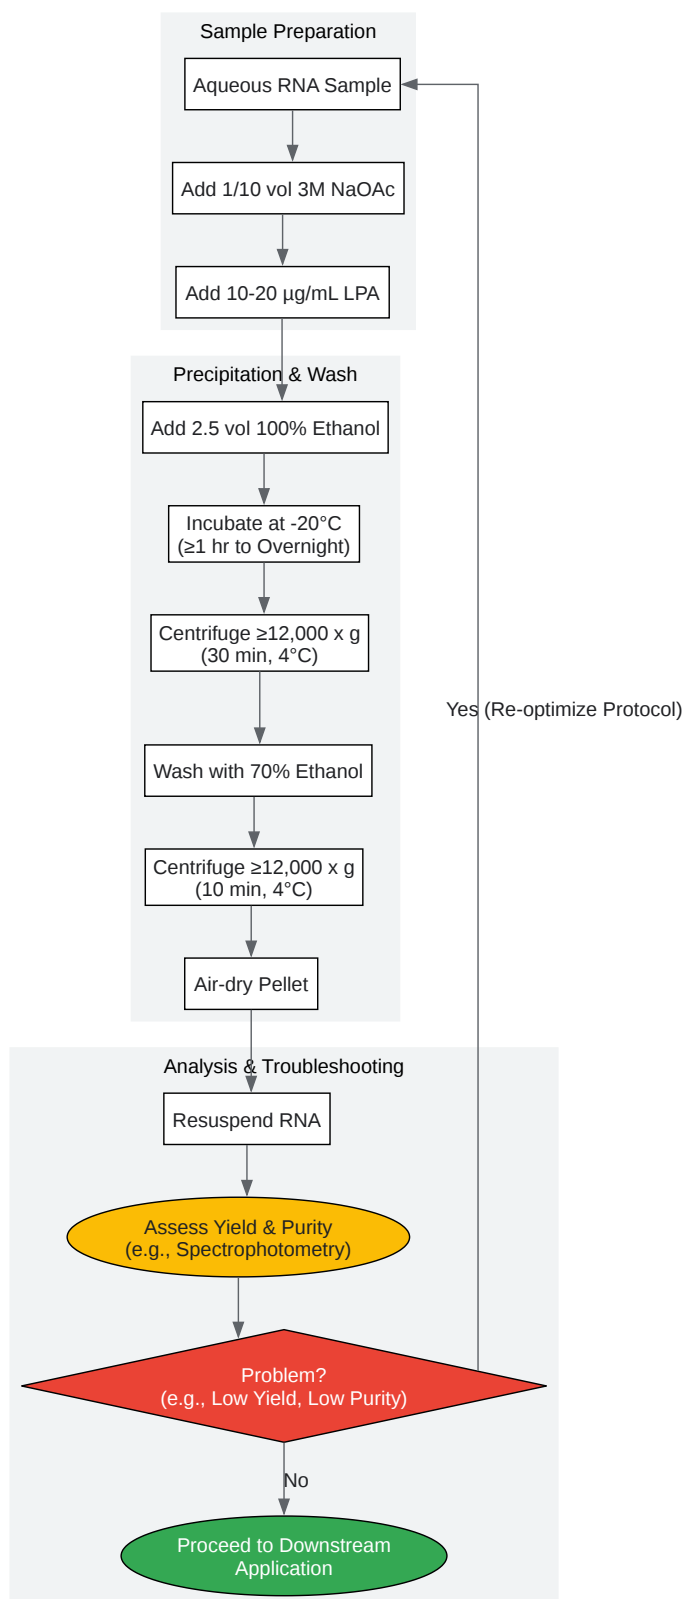 Sample Preparation
Aqueous RNA Sample
Add 1/10 vol 3M NaOAc
Add 10-20 µg/mL LPA
Precipitation & Wash
Add 2.5 vol 100% Ethanol
Incubate at -20°C
(≥1 hr to Overnight)
Centrifuge ≥12,000 x g
(30 min, 4°C)
Yes (Re-optimize Protocol)
Wash with 70% Ethanol
Centrifuge ≥12,000 x g
(10 min, 4°C)
Air-dry Pellet
Analysis & Troubleshooting
Resuspend RNA
Assess Yield & Purity
(e.g., Spectrophotometry)
Problem?
(e.g., Low Yield, Low Purity)
No
Proceed to Downstream
Application